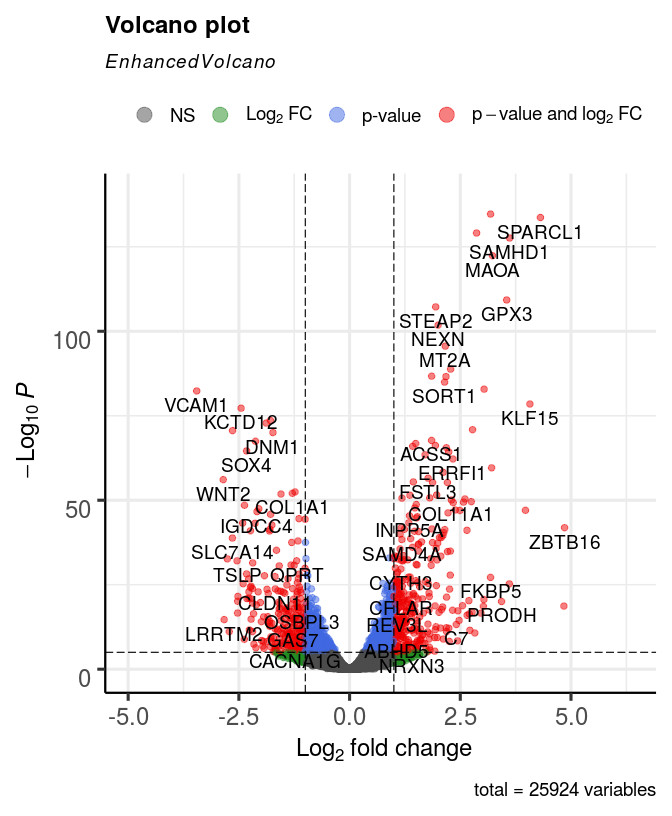 Volcano plot
EnhancedVolcano
NS Log₂ FC p-value p − value and log₂ FC
SPARCL1
SAMHD1
MAOA
GPX3
STEAP2
100
NEXN
MT2A
SORT1
VCAM1
KLF15
KCTD12
DNM1
ACSS1
SOX4
ERRFI1
WNT2
FSTL3
50
COL1A1
COL11A1
IGDCC4
INPP5A
ZBTB16
SLC7A14
SAMD4A
TSLP QPRT
CYTH3
FKBP5
CLDN11
CFLAR
PRODH
OSBPL3
REV3L
LRRTM2
GAS7
C7
ABHD5
CACNA1G
NRXN3
0
−Log₁₀ P
-5.0 -2.5 0.0 2.5 5.0
Log₂ fold change
total = 25924 variables